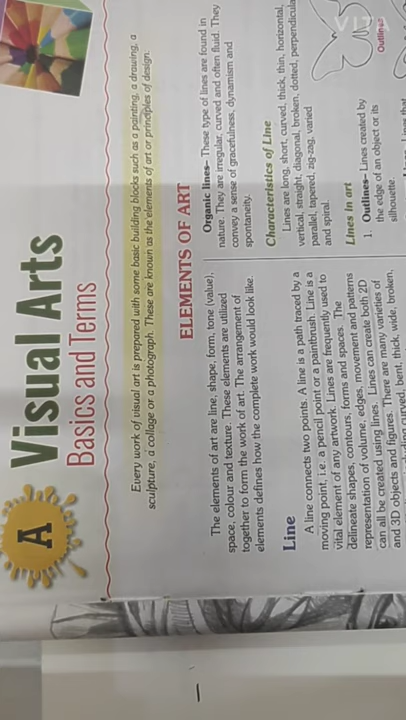 A
Visual Arts
Basics and Terms
Every work of visual art is prepared with some basic building blocks such as a painting, a drawing, a
sculpture, a collage or a photograph. These are known as the elements of art or principles of design.
ELEMENTS OF ART
The elements of art are line, shape, form, tone (value),
space, colour and texture. These elements are utilized
together to form the work of art. The arrangement of
elements defines how the complete work would look like.
Line
A line connects two points. A line is a path traced by a
moving point, i.e. a pencil point or a paintbrush. Line is a
vital element of any artwork. Lines are frequently used to
delineate shapes, contours, forms and spaces. The
representation of volume, edges, movement and patterns
can all be created using lines. Lines can create both 2D
and 3D objects and figures. There are many varieties of
curved, bent, thick, wide, broken,
Organic lines– These type of lines are found in
nature. They are irregular, curved and often fluid. They
convey a sense of gracefulness, dynamism and
spontaneity.
Characteristics of Line
Lines are long, short, curved, thick, thin, horizontal,
vertical, straight, diagonal, broken, dotted, perpendicular
parallel, tapered, zig-zag, varied
and spiral.
Lines in art
1. Outlines– Lines created by
the edge of an object or its
silhouette.
Outlines